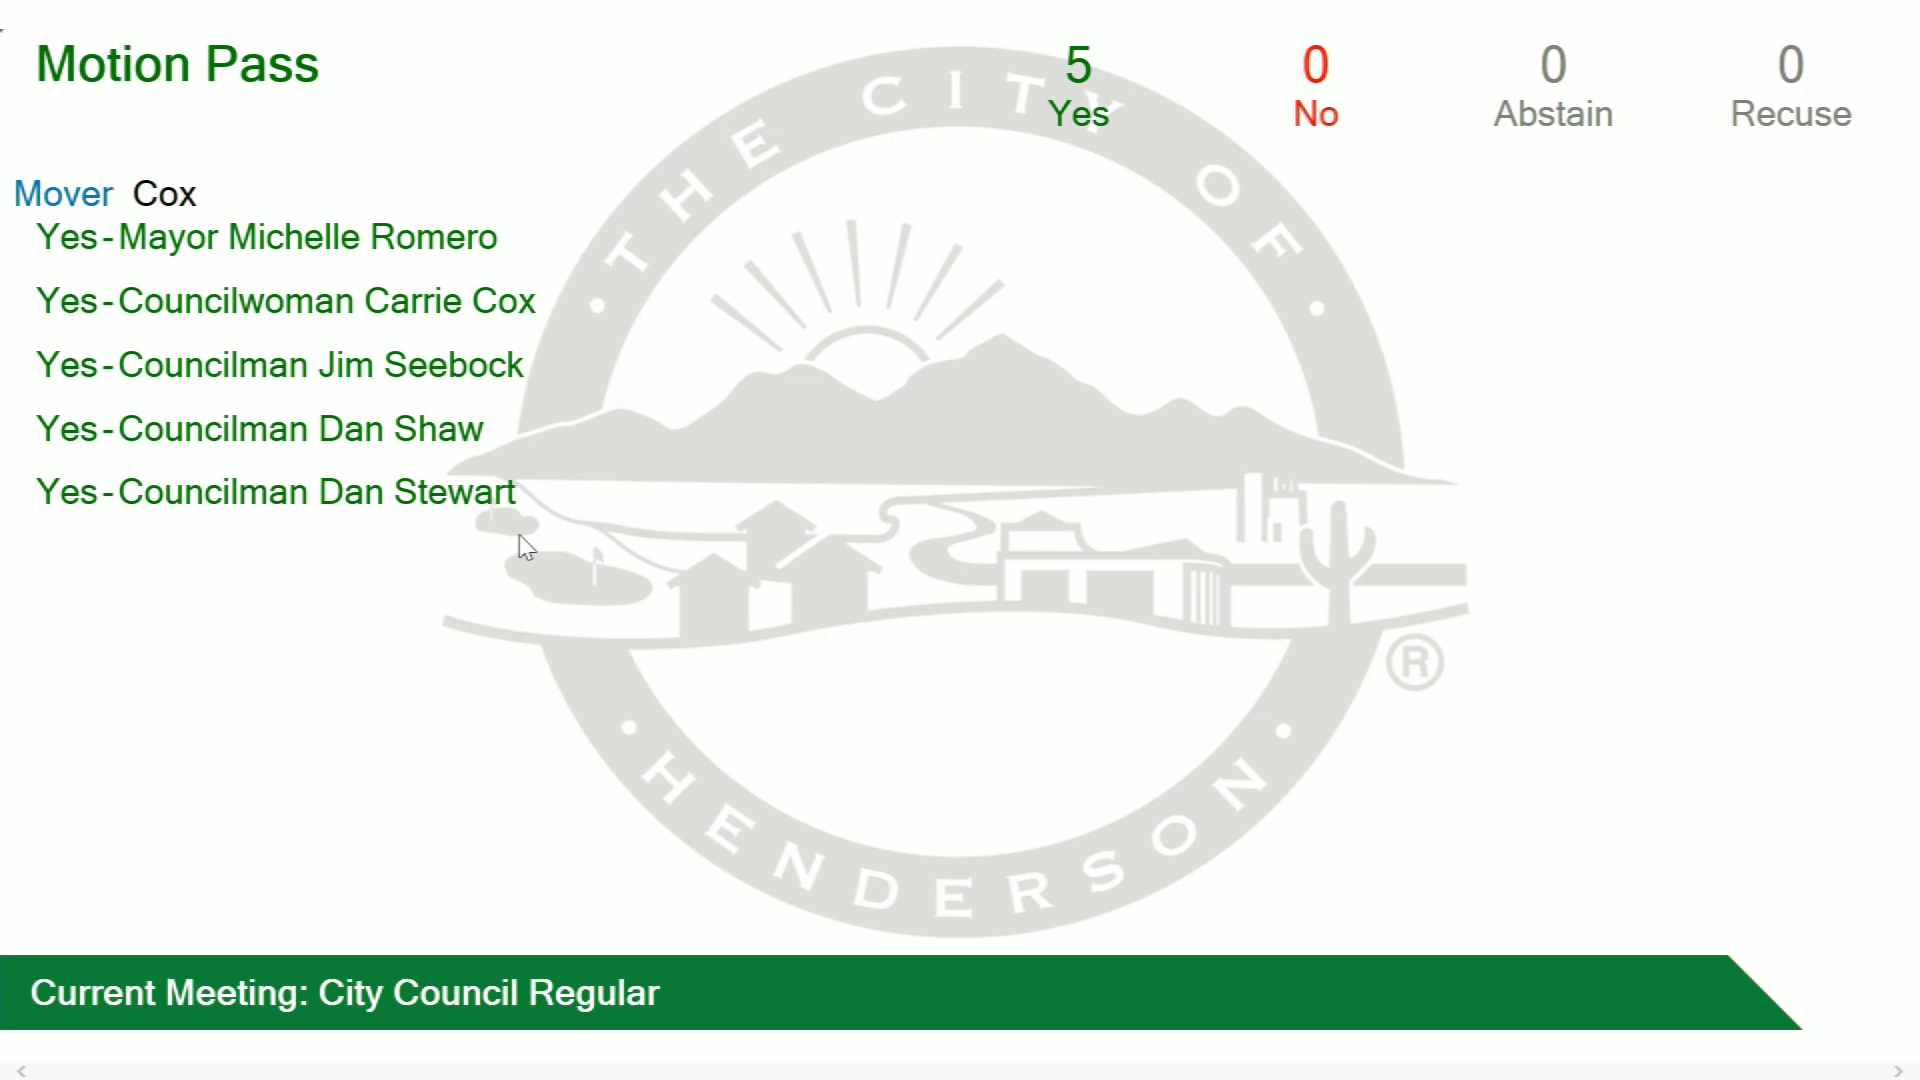 Motion Pass
5 0 0 0
Yes No Abstain Recuse
Mover Cox
Yes-Mayor Michelle Romero
Yes-Councilwoman Carrie Cox
Yes-Councilman Jim Seebock
Yes-Councilman Dan Shaw
Yes-Councilman Dan Stewart
• THE CITY OF •
• HENDERSON •
®
Current Meeting: City Council Regular